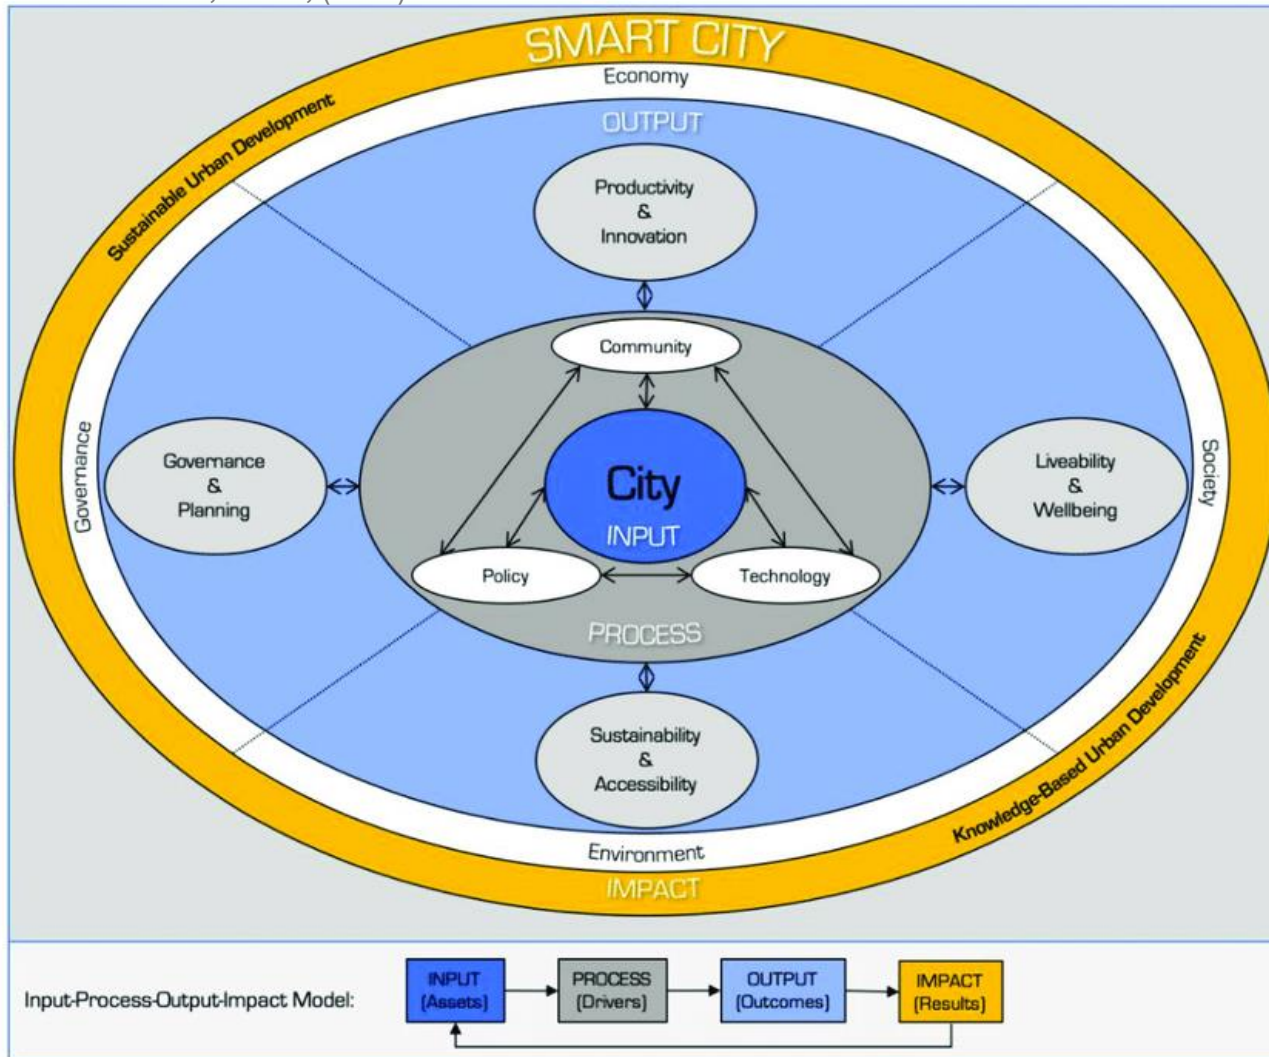 SMART CITY
Economy
Sustainable Urban Development
OUTPUT
Productivity
&
Innovation
Community
Governance
Governance
&
Planning
City
INPUT
Liveability
&
Wellbeing
Society
Policy
Technology
PROCESS
Sustainability
&
Accessibility
Knowledge-Based Urban Development
Environment
IMPACT
Input-Process-Output-Impact Model:
INPUT
(Assets)
PROCESS
(Drivers)
OUTPUT
(Outcomes)
IMPACT
(Results)